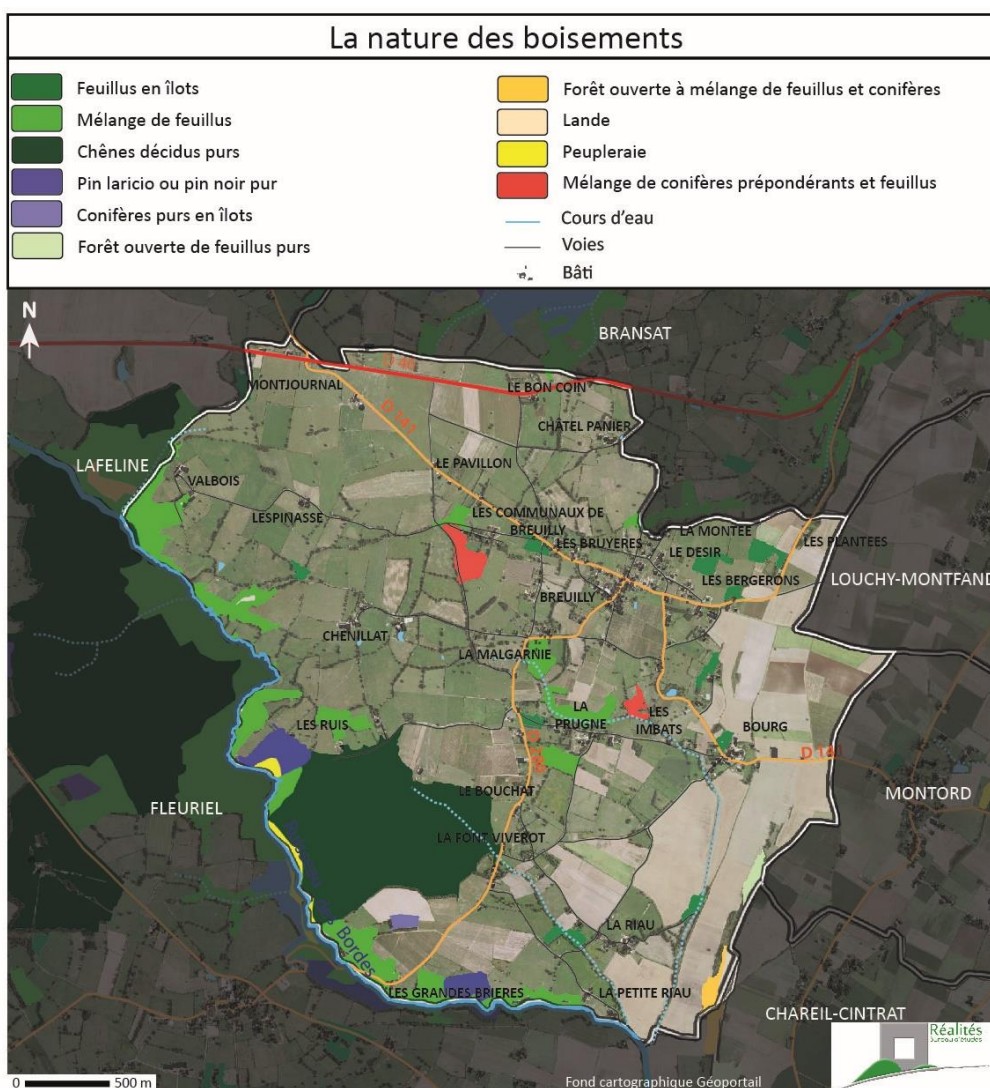 La nature des boisements
Feuillus en îlots
Mélange de feuillus
Chênes décidus purs
Pin laricio ou pin noir pur
Conifères purs en îlots
Forêt ouverte de feuillus purs
Forêt ouverte à mélange de feuillus et conifères
Lande
Peupleraie
Mélange de conifères prépondérants et feuillus
Cours d'eau
Voies
Bâti
N
BRANSAT
D 46
MONTJOURNAL
LE BON COIN
D 141
CHÂTEL PANIER
LAFELINE
LE PAVILLON
VALBOIS
LESPINASSE
LES COMMUNAUX DE
BREUILLY
LES BRUYERES
LA MONTEE
LES PLANTEES
LE DESIR
LES BERGERONS
LOUCHY-MONTFAND
BREUILLY
CHENILLAT
LA MALGARNIE
LES RUIS
LA
PRUGNE
LES
IMBATS
BOURG
D 141
LE BOUCHAT
MONTORD
FLEURIEL
LA FONT VIVEROT
Bordes
LA RIAU
LES GRANDES BRIERES
LA PETITE RIAU
CHAREIL-CINTRAT
Réalités
Bureau d'études
0 500 m
Fond cartographique Géoportail